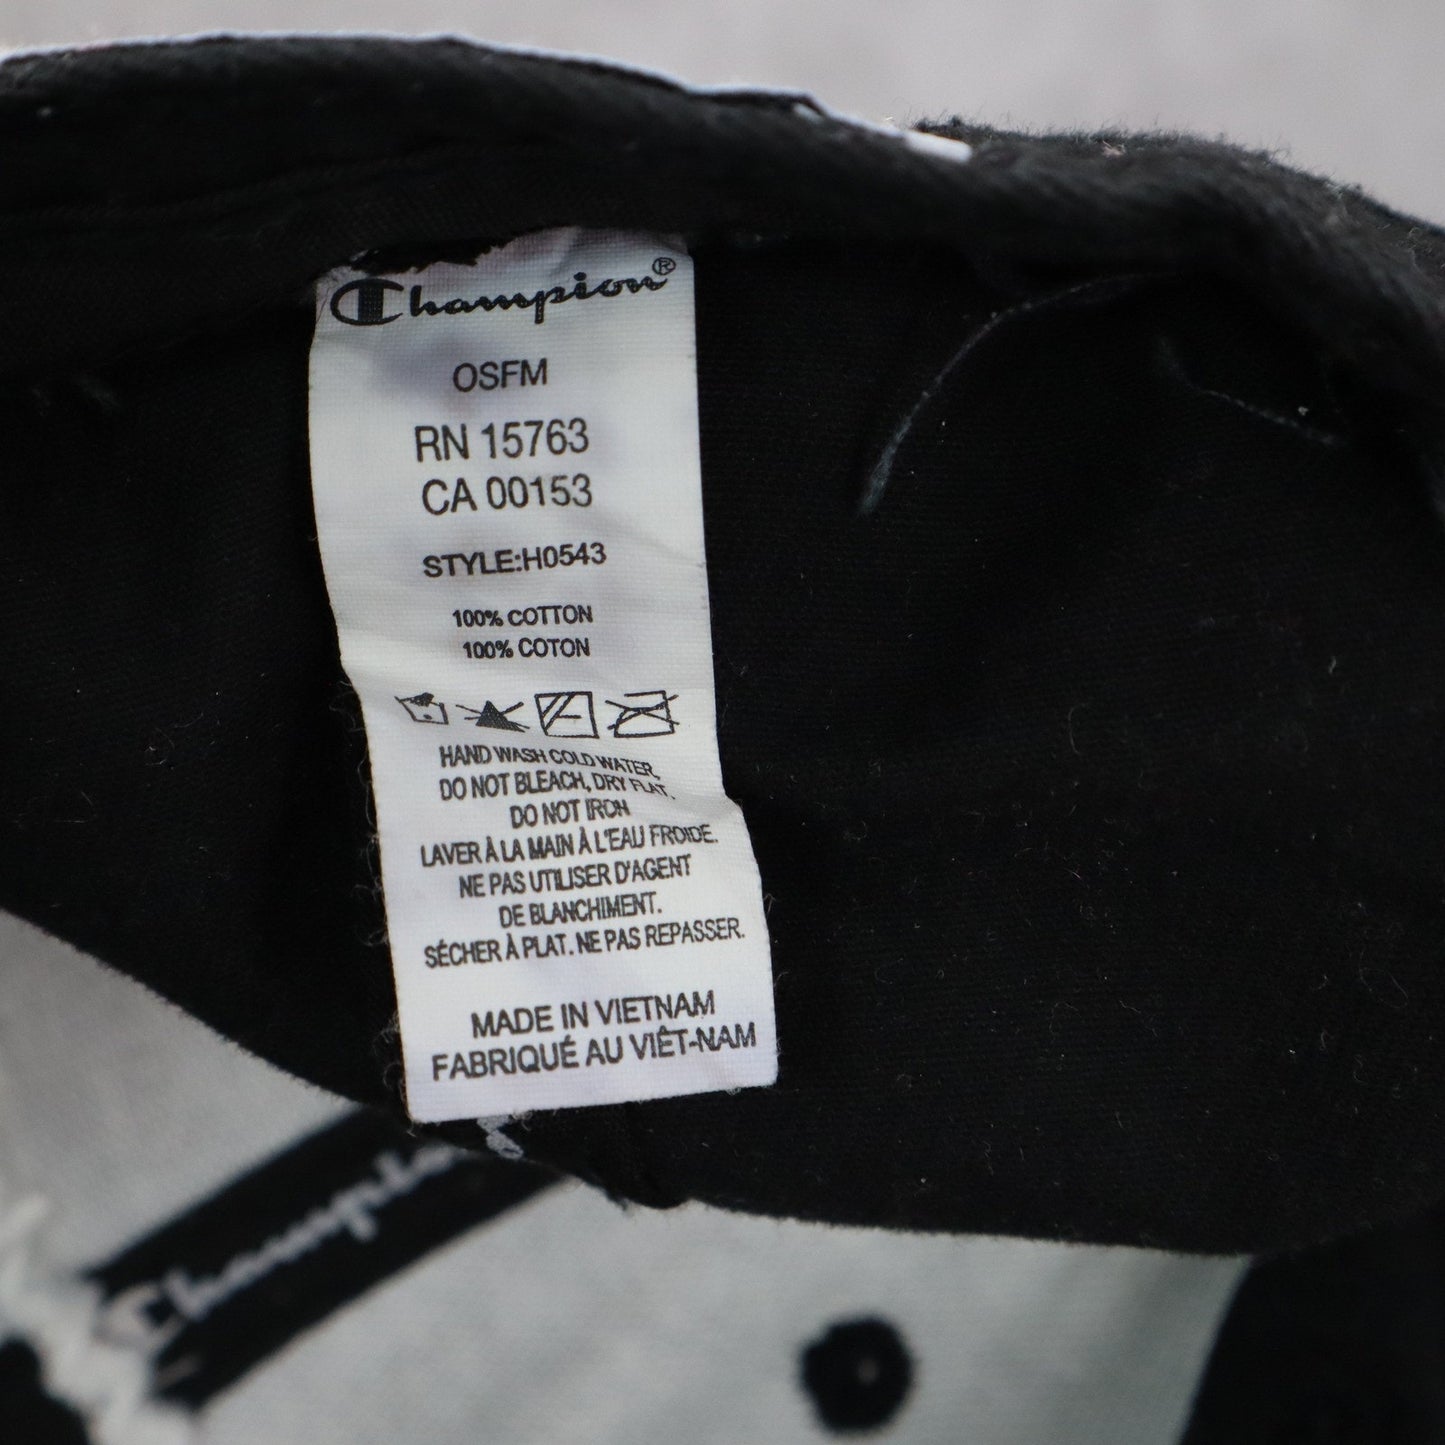 Champion®
OSFM
RN 15763
CA 00153
STYLE:H0543
100% COTTON
100% COTON
HAND WASH COLD WATER,
DO NOT BLEACH, DRY FLAT,
DO NOT IRON
LAVER À LA MAIN À L'EAU FROIDE.
NE PAS UTILISER D'AGENT
DE BLANCHIMENT.
SÉCHER À PLAT. NE PAS REPASSER.
MADE IN VIETNAM
FABRIQUÉ AU VIÊT-NAM
Champion